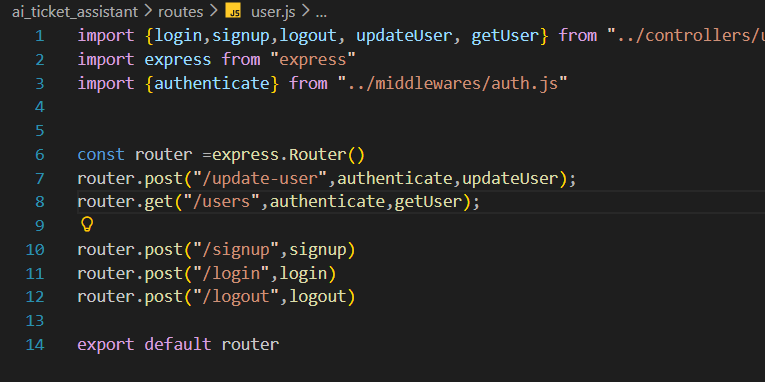 ai_ticket_assistant > routes > JS user.js > ...
1 import {login,signup,logout, updateUser, getUser} from "../controllers/u
2 import express from "express"
3 import {authenticate} from "../middlewares/auth.js"
4
5
6 const router =express.Router()
7 router.post("/update-user",authenticate,updateUser);
8 router.get("/users",authenticate,getUser);
9
10 router.post("/signup",signup)
11 router.post("/login",login)
12 router.post("/logout",logout)
13
14 export default router